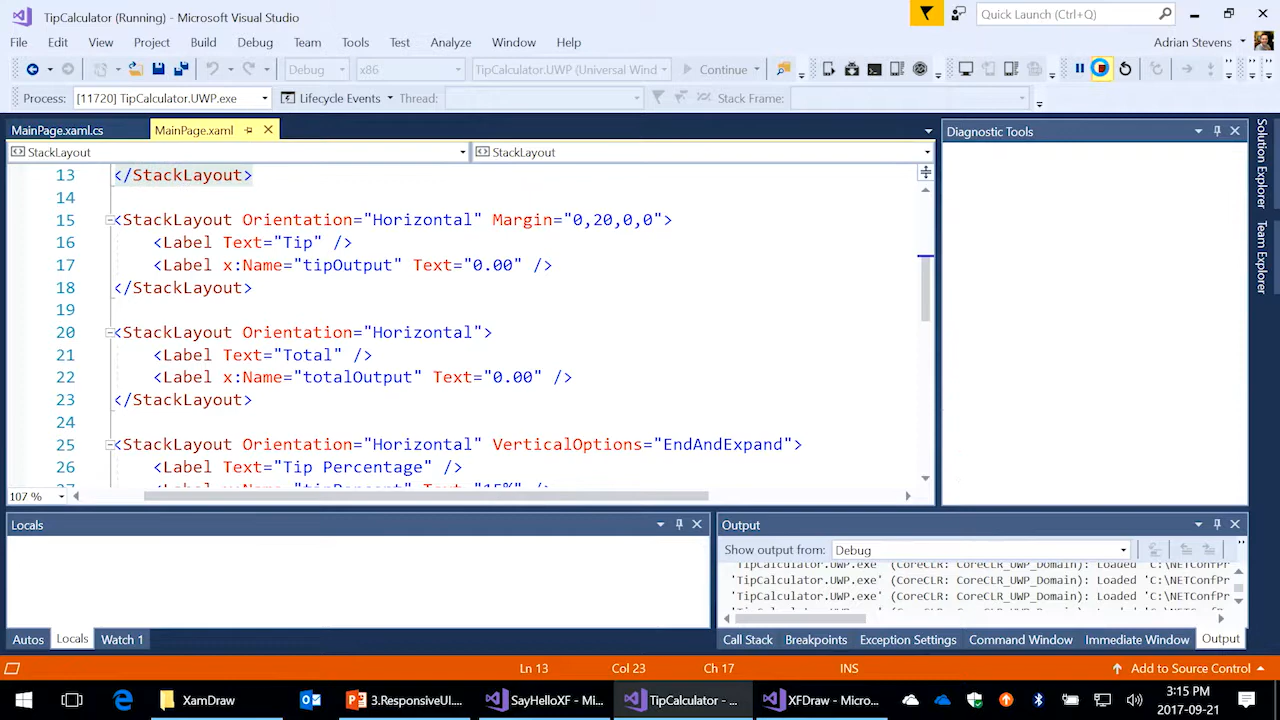 TipCalculator (Running) - Microsoft Visual Studio
Quick Launch (Ctrl+Q)
File Edit View Project Build Debug Team Tools Test Analyze Window Help
Adrian Stevens
Debug x86 TipCalculator.UWP (Universal Wind Continue
Process: [11720] TipCalculator.UWP.exe Lifecycle Events Thread: Stack Frame:
MainPage.xaml.cs MainPage.xaml
Diagnostic Tools
StackLayout StackLayout
Solution Explorer
Team Explorer
13 </StackLayout>
14
15 <StackLayout Orientation="Horizontal" Margin="0,20,0,0">
16 <Label Text="Tip" />
17 <Label x:Name="tipOutput" Text="0.00" />
18 </StackLayout>
19
20 <StackLayout Orientation="Horizontal">
21 <Label Text="Total" />
22 <Label x:Name="totalOutput" Text="0.00" />
23 </StackLayout>
24
25 <StackLayout Orientation="Horizontal" VerticalOptions="EndAndExpand">
26 <Label Text="Tip Percentage" />
27 <Label x:Name="tipPercent" Text="15%" />
107 %
Locals
Output
Show output from: Debug
'TipCalculator.UWP.exe' (CoreCLR: CoreCLR_UWP_Domain): Loaded 'C:\NETConfPr
'TipCalculator.UWP.exe' (CoreCLR: CoreCLR_UWP_Domain): Loaded 'C:\NETConfPr
'TipCalculator.UWP.exe' (CoreCLR: CoreCLR_UWP_Domain): Loaded 'C:\NETConfPr
Autos Locals Watch 1
Call Stack Breakpoints Exception Settings Command Window Immediate Window Output
Ln 13 Col 23 Ch 17 INS Add to Source Control
XamDraw 3.ResponsiveUI.... SayHelloXF - Mi... TipCalculator - ... XFDraw - Micro...
3:15 PM
2017-09-21